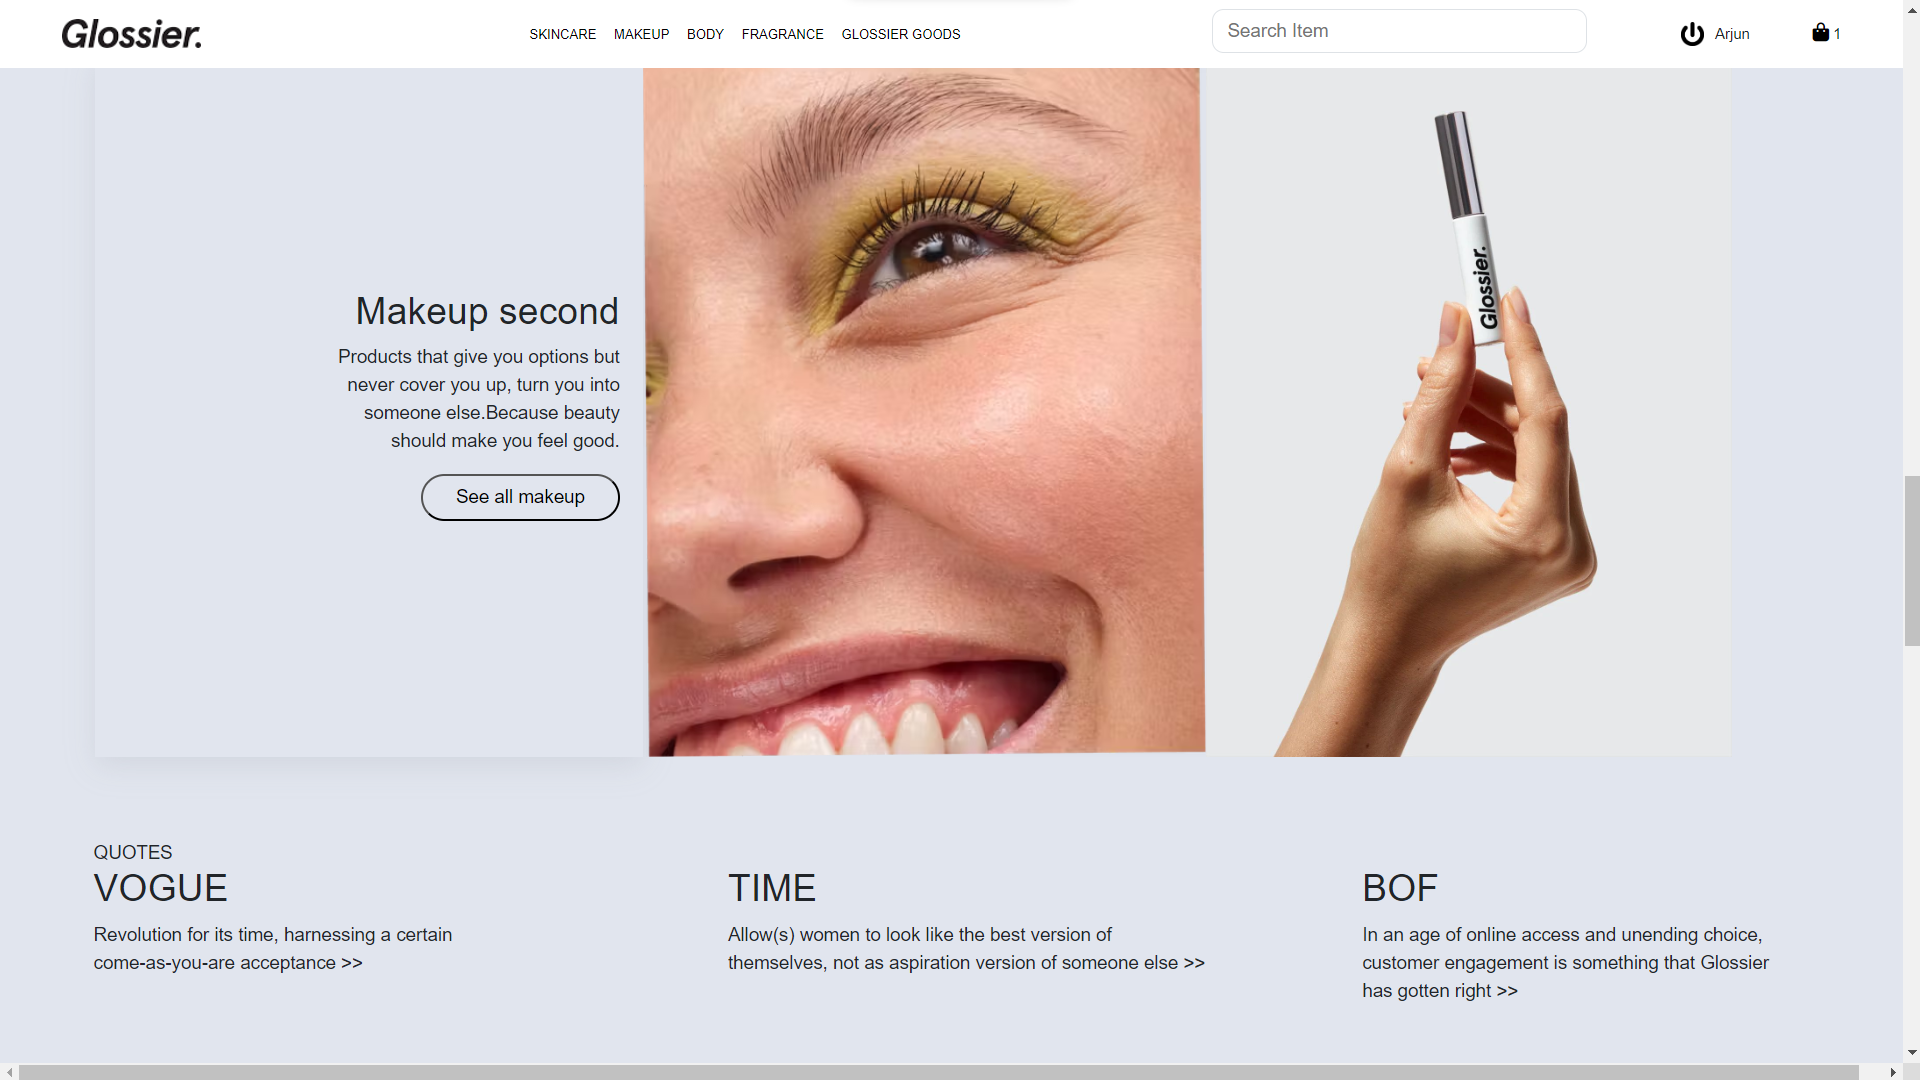 Glossier.
SKINCARE MAKEUP BODY FRAGRANCE GLOSSIER GOODS
Search Item
Arjun
1
Makeup second
Products that give you options but
never cover you up, turn you into
someone else.Because beauty
should make you feel good.
See all makeup
Glossier.
QUOTES
VOGUE
Revolution for its time, harnessing a certain
come-as-you-are acceptance >>
TIME
Allow(s) women to look like the best version of
themselves, not as aspiration version of someone else >>
BOF
In an age of online access and unending choice,
customer engagement is something that Glossier
has gotten right >>